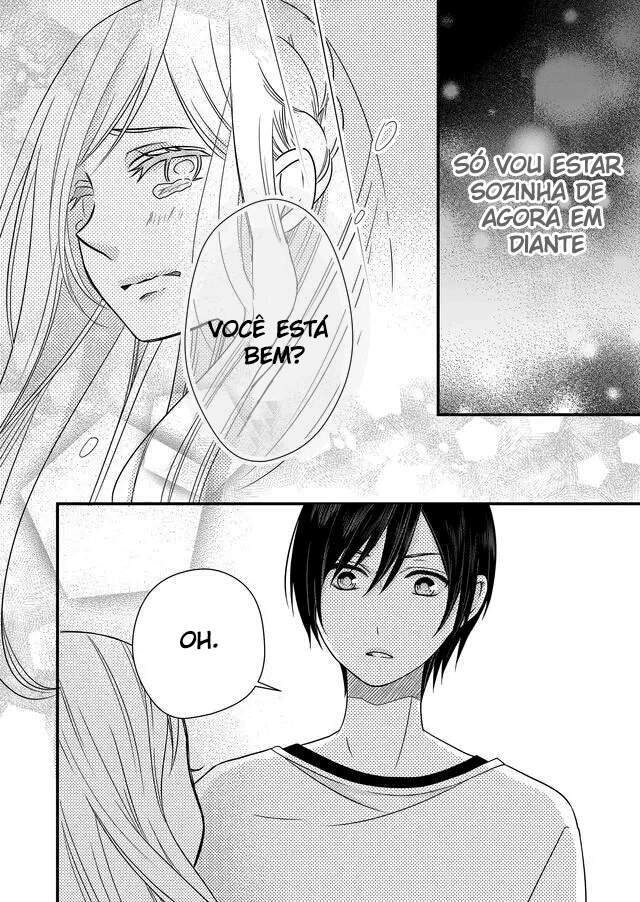 SÓ VOU ESTAR
SOZINHA DE
AGORA EM
DIANTE
VOCÊ ESTÁ
BEM?
OH.